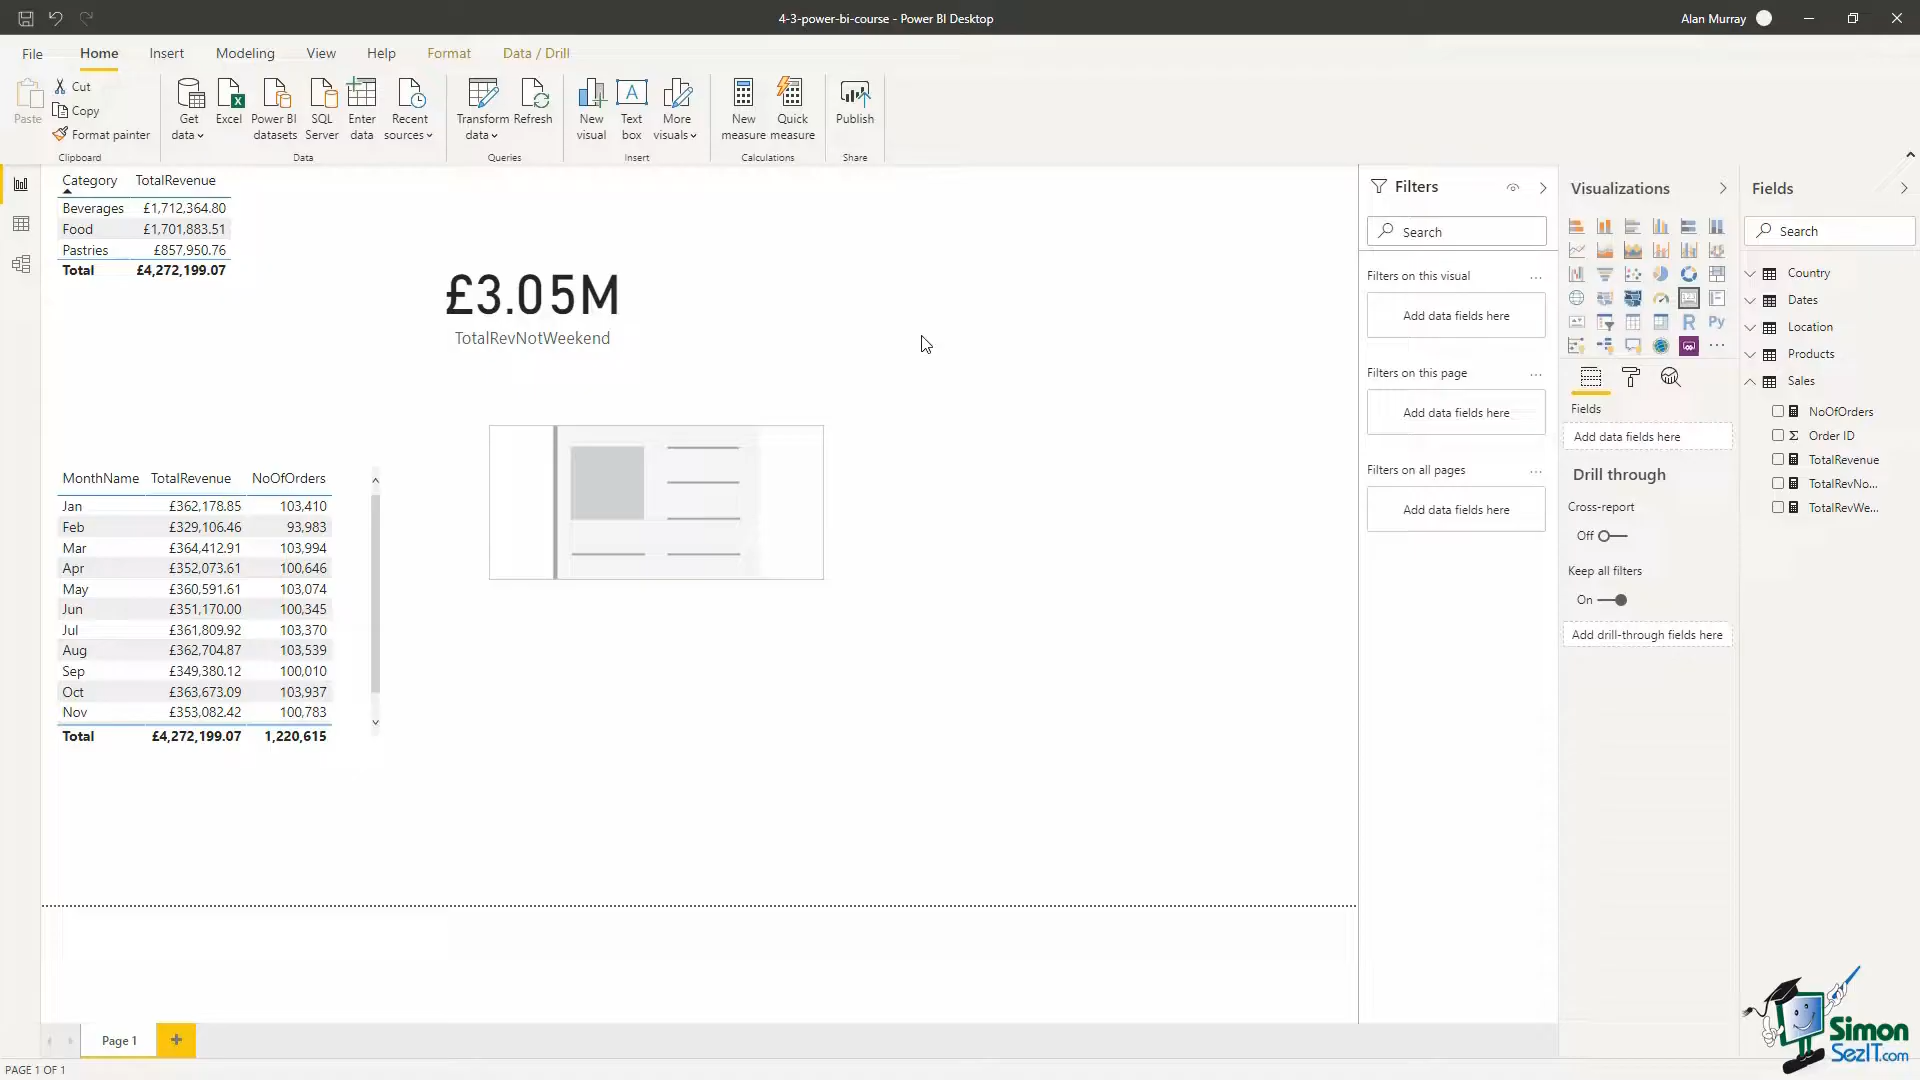 4-3-power-bi-course - Power BI Desktop
Alan Murray
File Home Insert Modeling View Help Format Data / Drill
Paste
Cut
Copy
Format painter
Clipboard
Get data
Excel
Power BI datasets
SQL Server
Enter data
Recent sources
Data
Transform data
Refresh
Queries
New visual
Text box
More visuals
Insert
New measure
Quick measure
Calculations
Publish
Share
Category TotalRevenue
Beverages £1,712,364.80
Food £1,701,883.51
Pastries £857,950.76
Total £4,272,199.07
£3.05M
TotalRevNotWeekend
MonthName TotalRevenue NoOfOrders
Jan £362,178.85 103,410
Feb £329,106.46 93,983
Mar £364,412.91 103,994
Apr £352,073.61 100,646
May £360,591.61 103,074
Jun £351,170.00 100,345
Jul £361,809.92 103,370
Aug £362,704.87 103,539
Sep £349,380.12 100,010
Oct £363,673.09 103,937
Nov £353,082.42 100,783
Total £4,272,199.07 1,220,615
Filters
Search
Filters on this visual ...
Add data fields here
Filters on this page ...
Add data fields here
Filters on all pages ...
Add data fields here
Visualizations
R Py
...
Fields
Add data fields here
Drill through
Cross-report
Off
Keep all filters
On
Add drill-through fields here
Fields
Search
Country
Dates
Location
Products
Sales
NoOfOrders
Σ Order ID
TotalRevenue
TotalRevNo...
TotalRevWe...
Page 1 +
PAGE 1 OF 1
Simon
SezIT.com